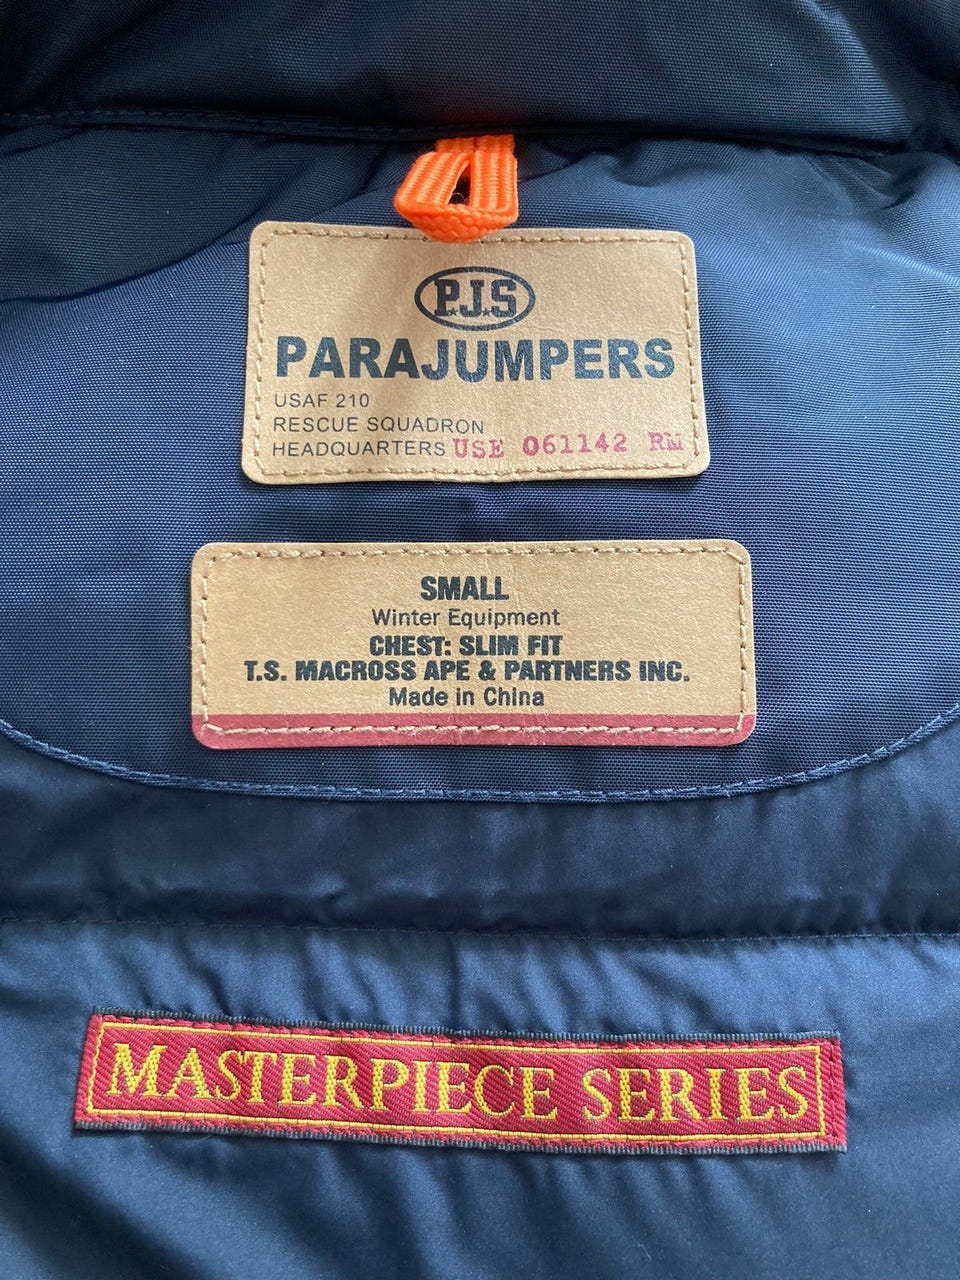 P.J.S
PARAJUMPERS
USAF 210
RESCUE SQUADRON
HEADQUARTERS USE 061142 RM
SMALL
Winter Equipment
CHEST: SLIM FIT
T.S. MACROSS APE & PARTNERS INC.
Made in China
MASTERPIECE SERIES